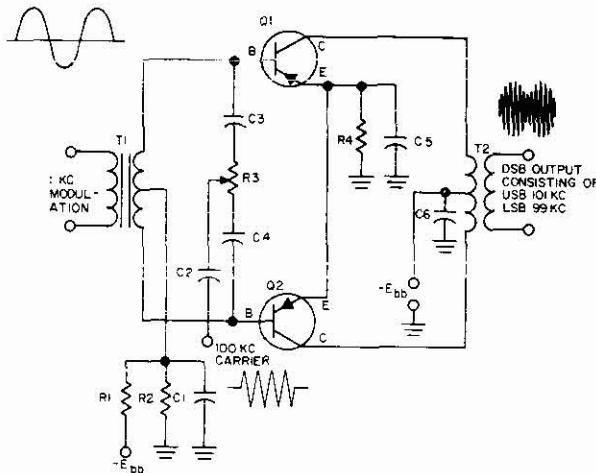 Q1
C
B
E
C3
T1
R4
C5
T2
1 KC
MODUL-
ATION
R3
DSB OUTPUT
CONSISTING OF
USB 101 KC
LSB 99 KC
C6
C4
C2
Q2
-Ebb
B
E
C
100 KC
CARRIER
R1
R2
C1
-Ebb